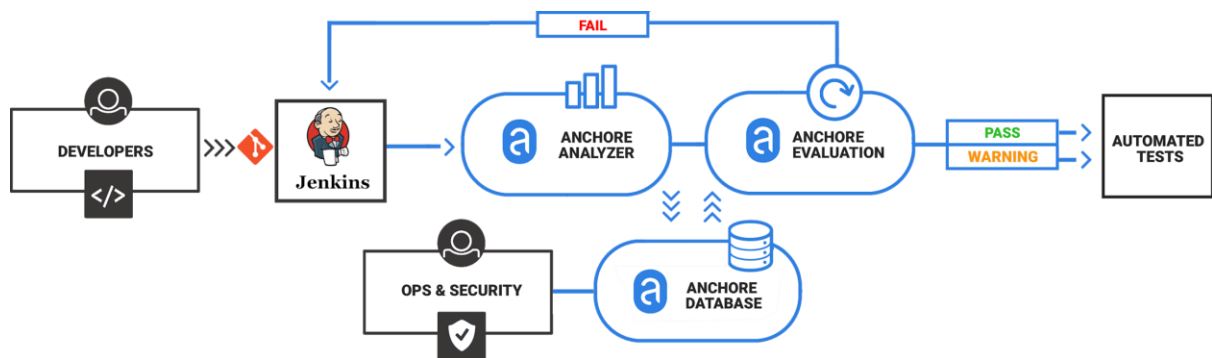 FAIL
DEVELOPERS
</>
Jenkins
ANCHORE
ANALYZER
ANCHORE
EVALUATION
PASS
WARNING
AUTOMATED
TESTS
OPS & SECURITY
ANCHORE
DATABASE